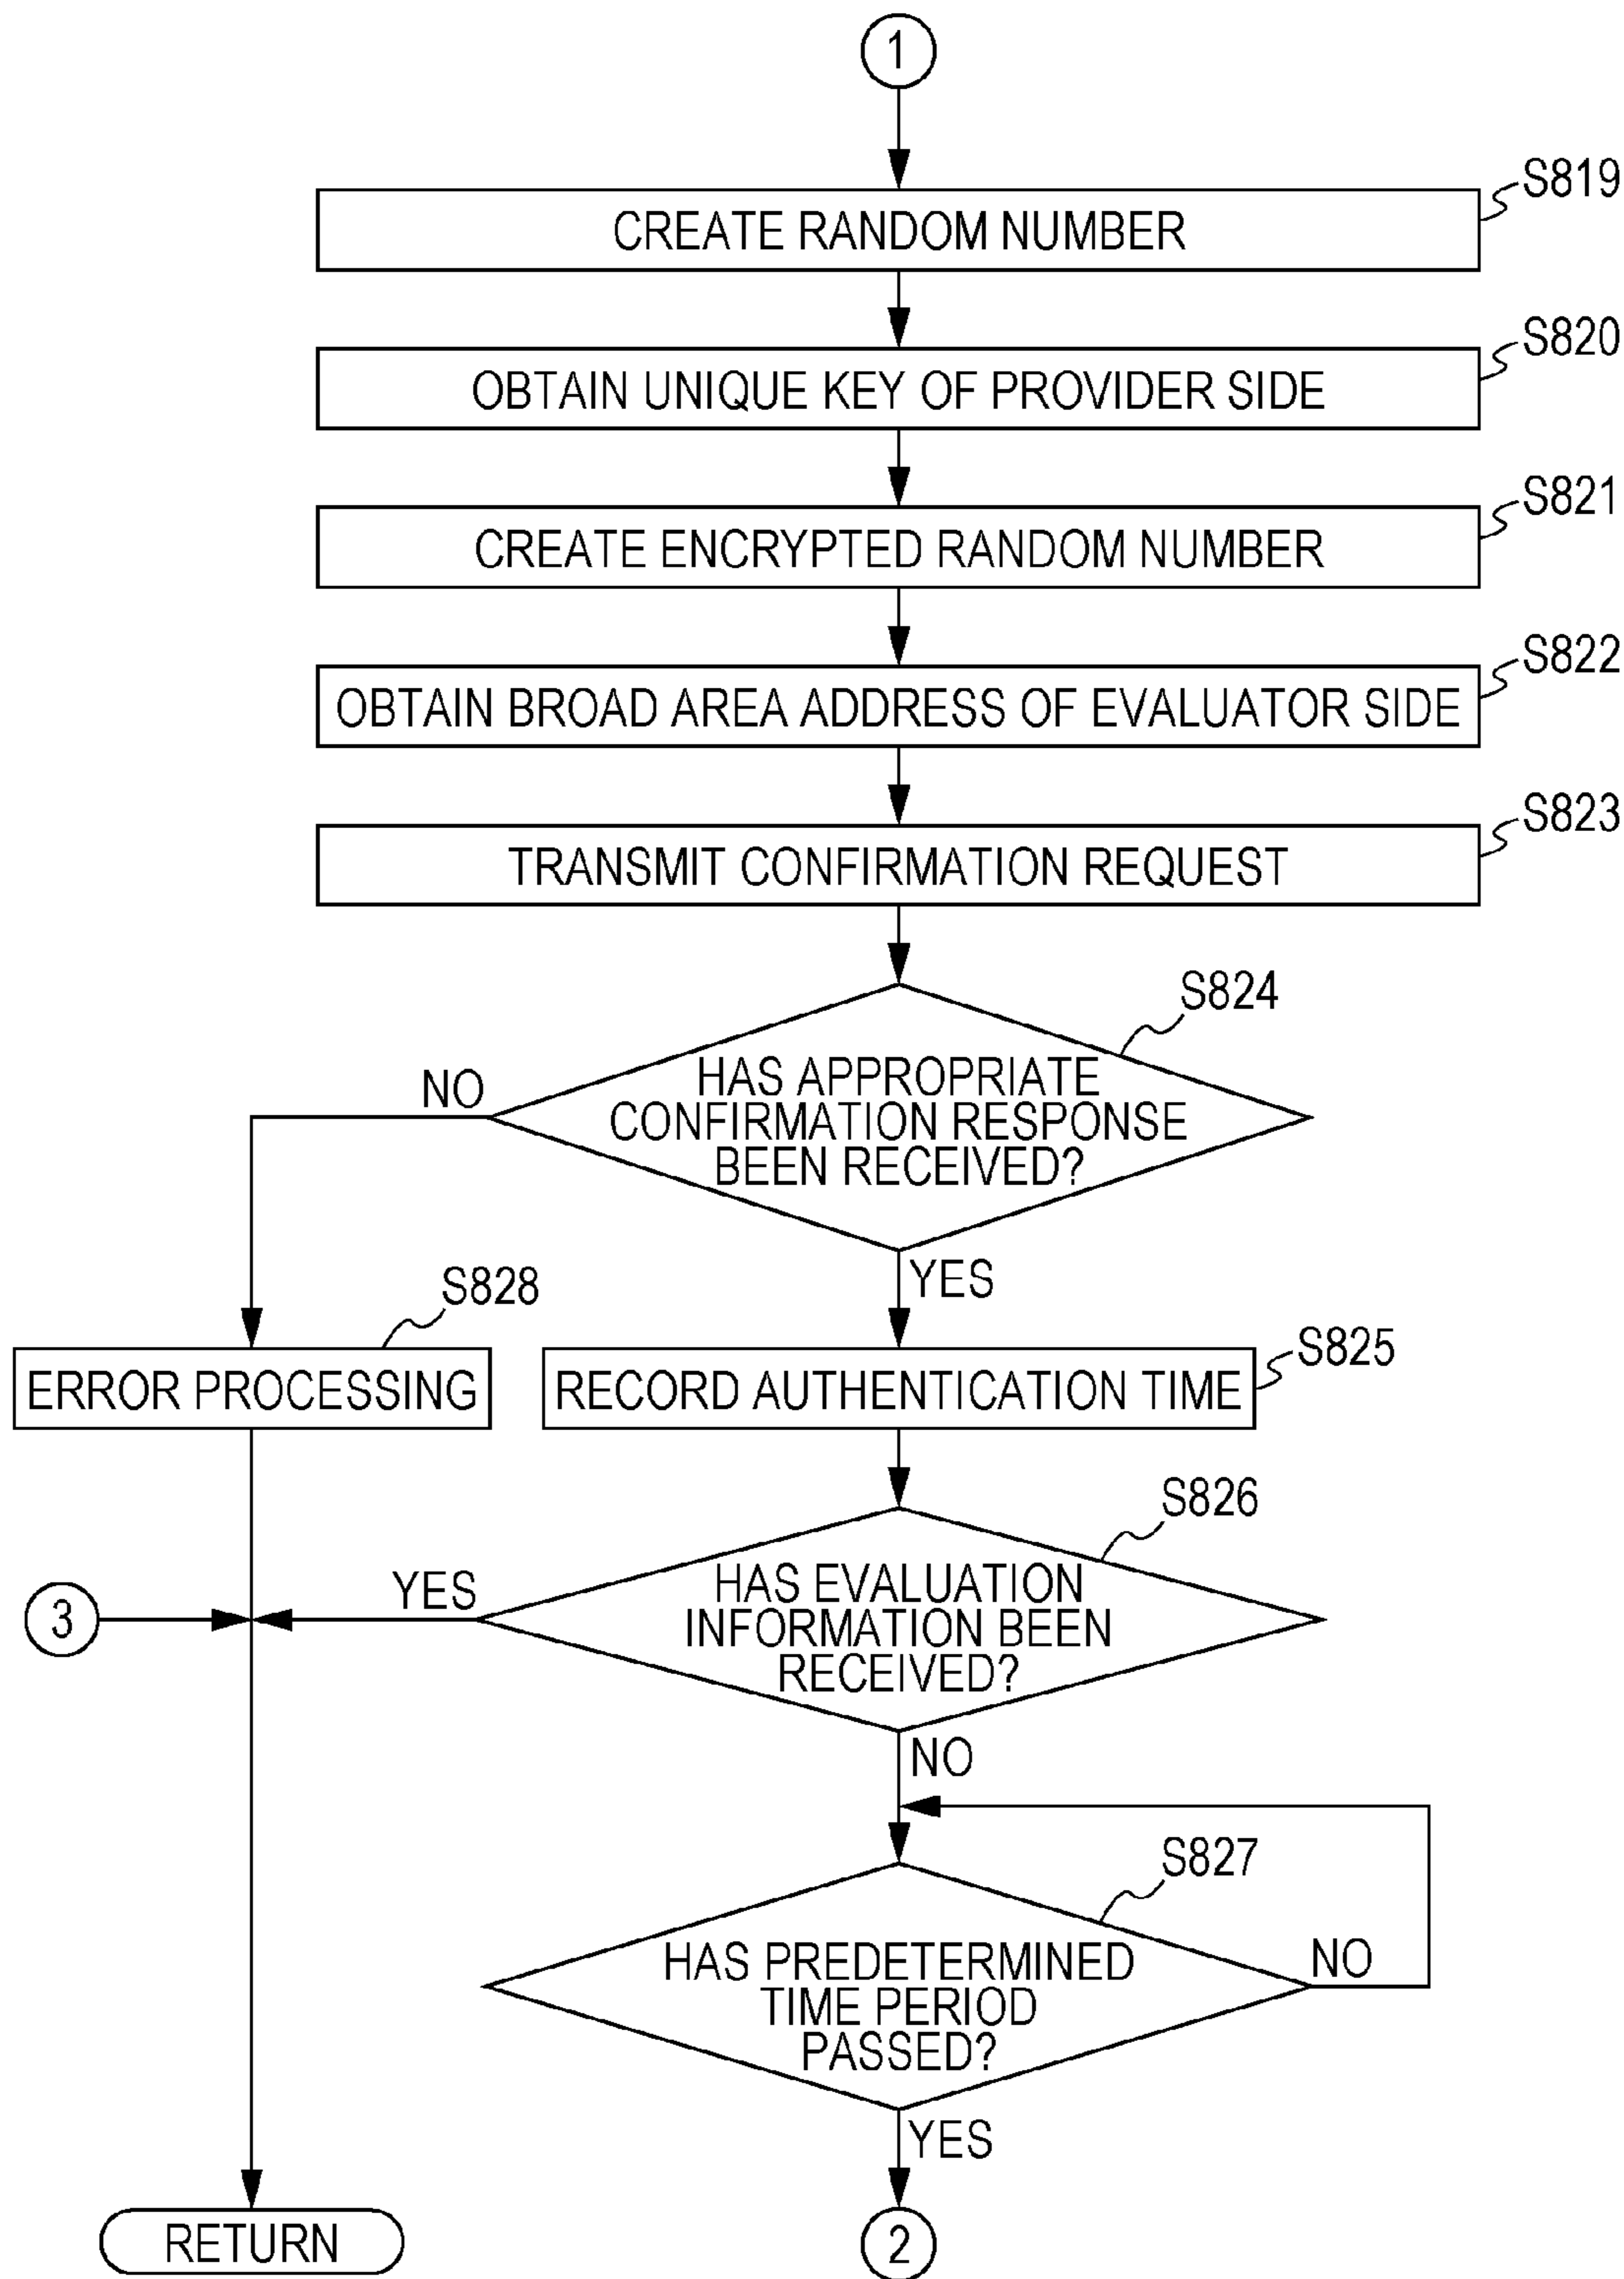 1
S819
CREATE RANDOM NUMBER
S820
OBTAIN UNIQUE KEY OF PROVIDER SIDE
S821
CREATE ENCRYPTED RANDOM NUMBER
S822
OBTAIN BROAD AREA ADDRESS OF EVALUATOR SIDE
S823
TRANSMIT CONFIRMATION REQUEST
S824
HAS APPROPRIATE
CONFIRMATION RESPONSE
BEEN RECEIVED?
NO
YES
S828
ERROR PROCESSING
S825
RECORD AUTHENTICATION TIME
S826
HAS EVALUATION
INFORMATION BEEN
RECEIVED?
YES
3
NO
S827
HAS PREDETERMINED
TIME PERIOD
PASSED?
NO
YES
RETURN
2